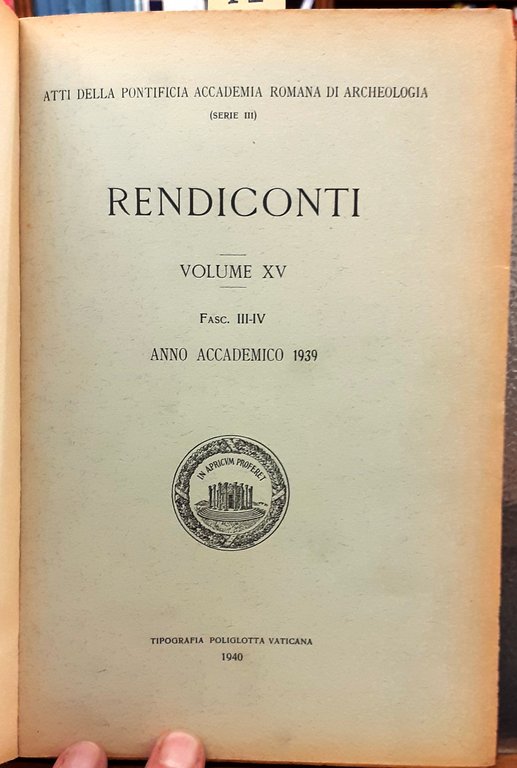 ATTI DELLA PONTIFICIA ACCADEMIA ROMANA DI ARCHEOLOGIA
(SERIE III)
RENDICONTI
VOLUME XV
FASC. III-IV
ANNO ACCADEMICO 1939
IN APRICVM PROFERET
TIPOGRAFIA POLIGLOTTA VATICANA
1940